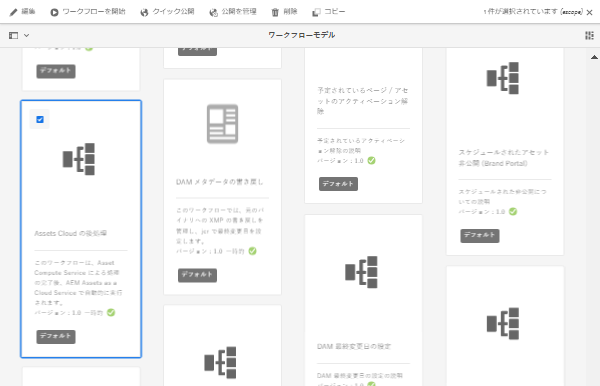 編集
ワークフローを開始
クイック公開
公開を管理
削除
コピー
1 件が選択されています (escape)
ワークフローモデル
デフォルト
Assets Cloud の後処理
このワークフローは、Asset
Compute Service による処理
の完了後、AEM Assets as a
Cloud Service で自動的に実行
されます。
バージョン : 1.0 一時的
デフォルト
デフォルト
DAM メタデータの書き戻し
このワークフローは、元のバイ
ナリへの XMP の書き戻しを
管理し、jcr で最終変更日を設
定します。
バージョン : 1.0 一時的
デフォルト
予定されているページ / アセ
ットのアクティベーション解
除
予定されているアクティベーシ
ョン解除の説明
バージョン : 1.0
デフォルト
DAM 最終変更日の設定
DAM 最終変更日の設定の説明
スケジュールされたアセット
非公開 (Brand Portal)
スケジュールされた非公開につ
いての説明
バージョン : 1.0
デフォルト